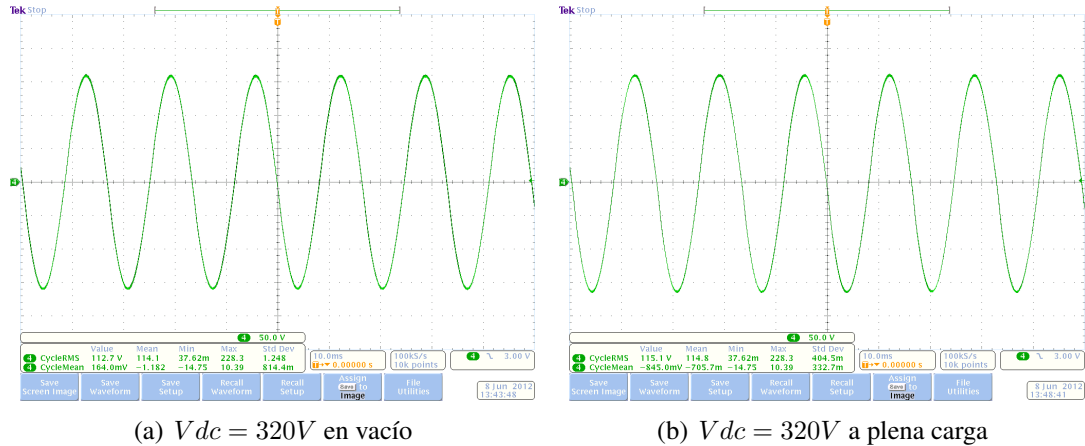 Tek Stop
T
T
4
4 50.0 V
Value Mean Min Max Std Dev
4 CycleRMS 112.7 V 114.1 37.62m 228.3 1.248
4 CycleMean 164.0mV −1.182 −14.75 10.39 814.4m
10.0ms
T 0.00000 s
100kS/s
10k points
4 3.00 V
Save Screen Image
Save Waveform
Save Setup
Recall Waveform
Recall Setup
Assign Save to Image
File Utilities
8 Jun 2012
13:43:48
(a) Vdc = 320V en vacío
Tek Stop
T
T
4
4 50.0 V
Value Mean Min Max Std Dev
4 CycleRMS 115.1 V 114.8 37.62m 228.3 404.5m
4 CycleMean −845.0mV −705.7m −14.75 10.39 332.7m
10.0ms
T 0.00000 s
100kS/s
10k points
4 3.00 V
Save Screen Image
Save Waveform
Save Setup
Recall Waveform
Recall Setup
Assign Save to Image
File Utilities
8 Jun 2012
13:48:41
(b) Vdc = 320V a plena carga